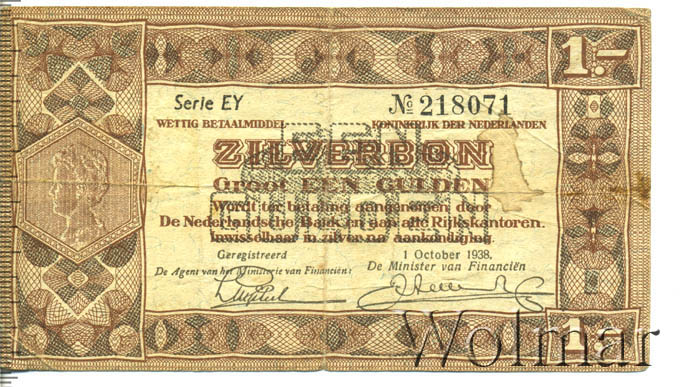 1.-
Serie EY № 218071
WETTIG BETAALMIDDEL KONINKRIJK DER NEDERLANDEN
ZILVERBON
Groot EEN GULDEN
Wordt ter betaling aangenomen door
De Nederlandsche Bank en aan alle Rijkskantoren.
Inwisselbaar in zilver na aankondiging.
Geregistreerd 1 October 1938.
De Agent van het Ministerie van Financiën: De Minister van Financiën
1.-
Wolmar